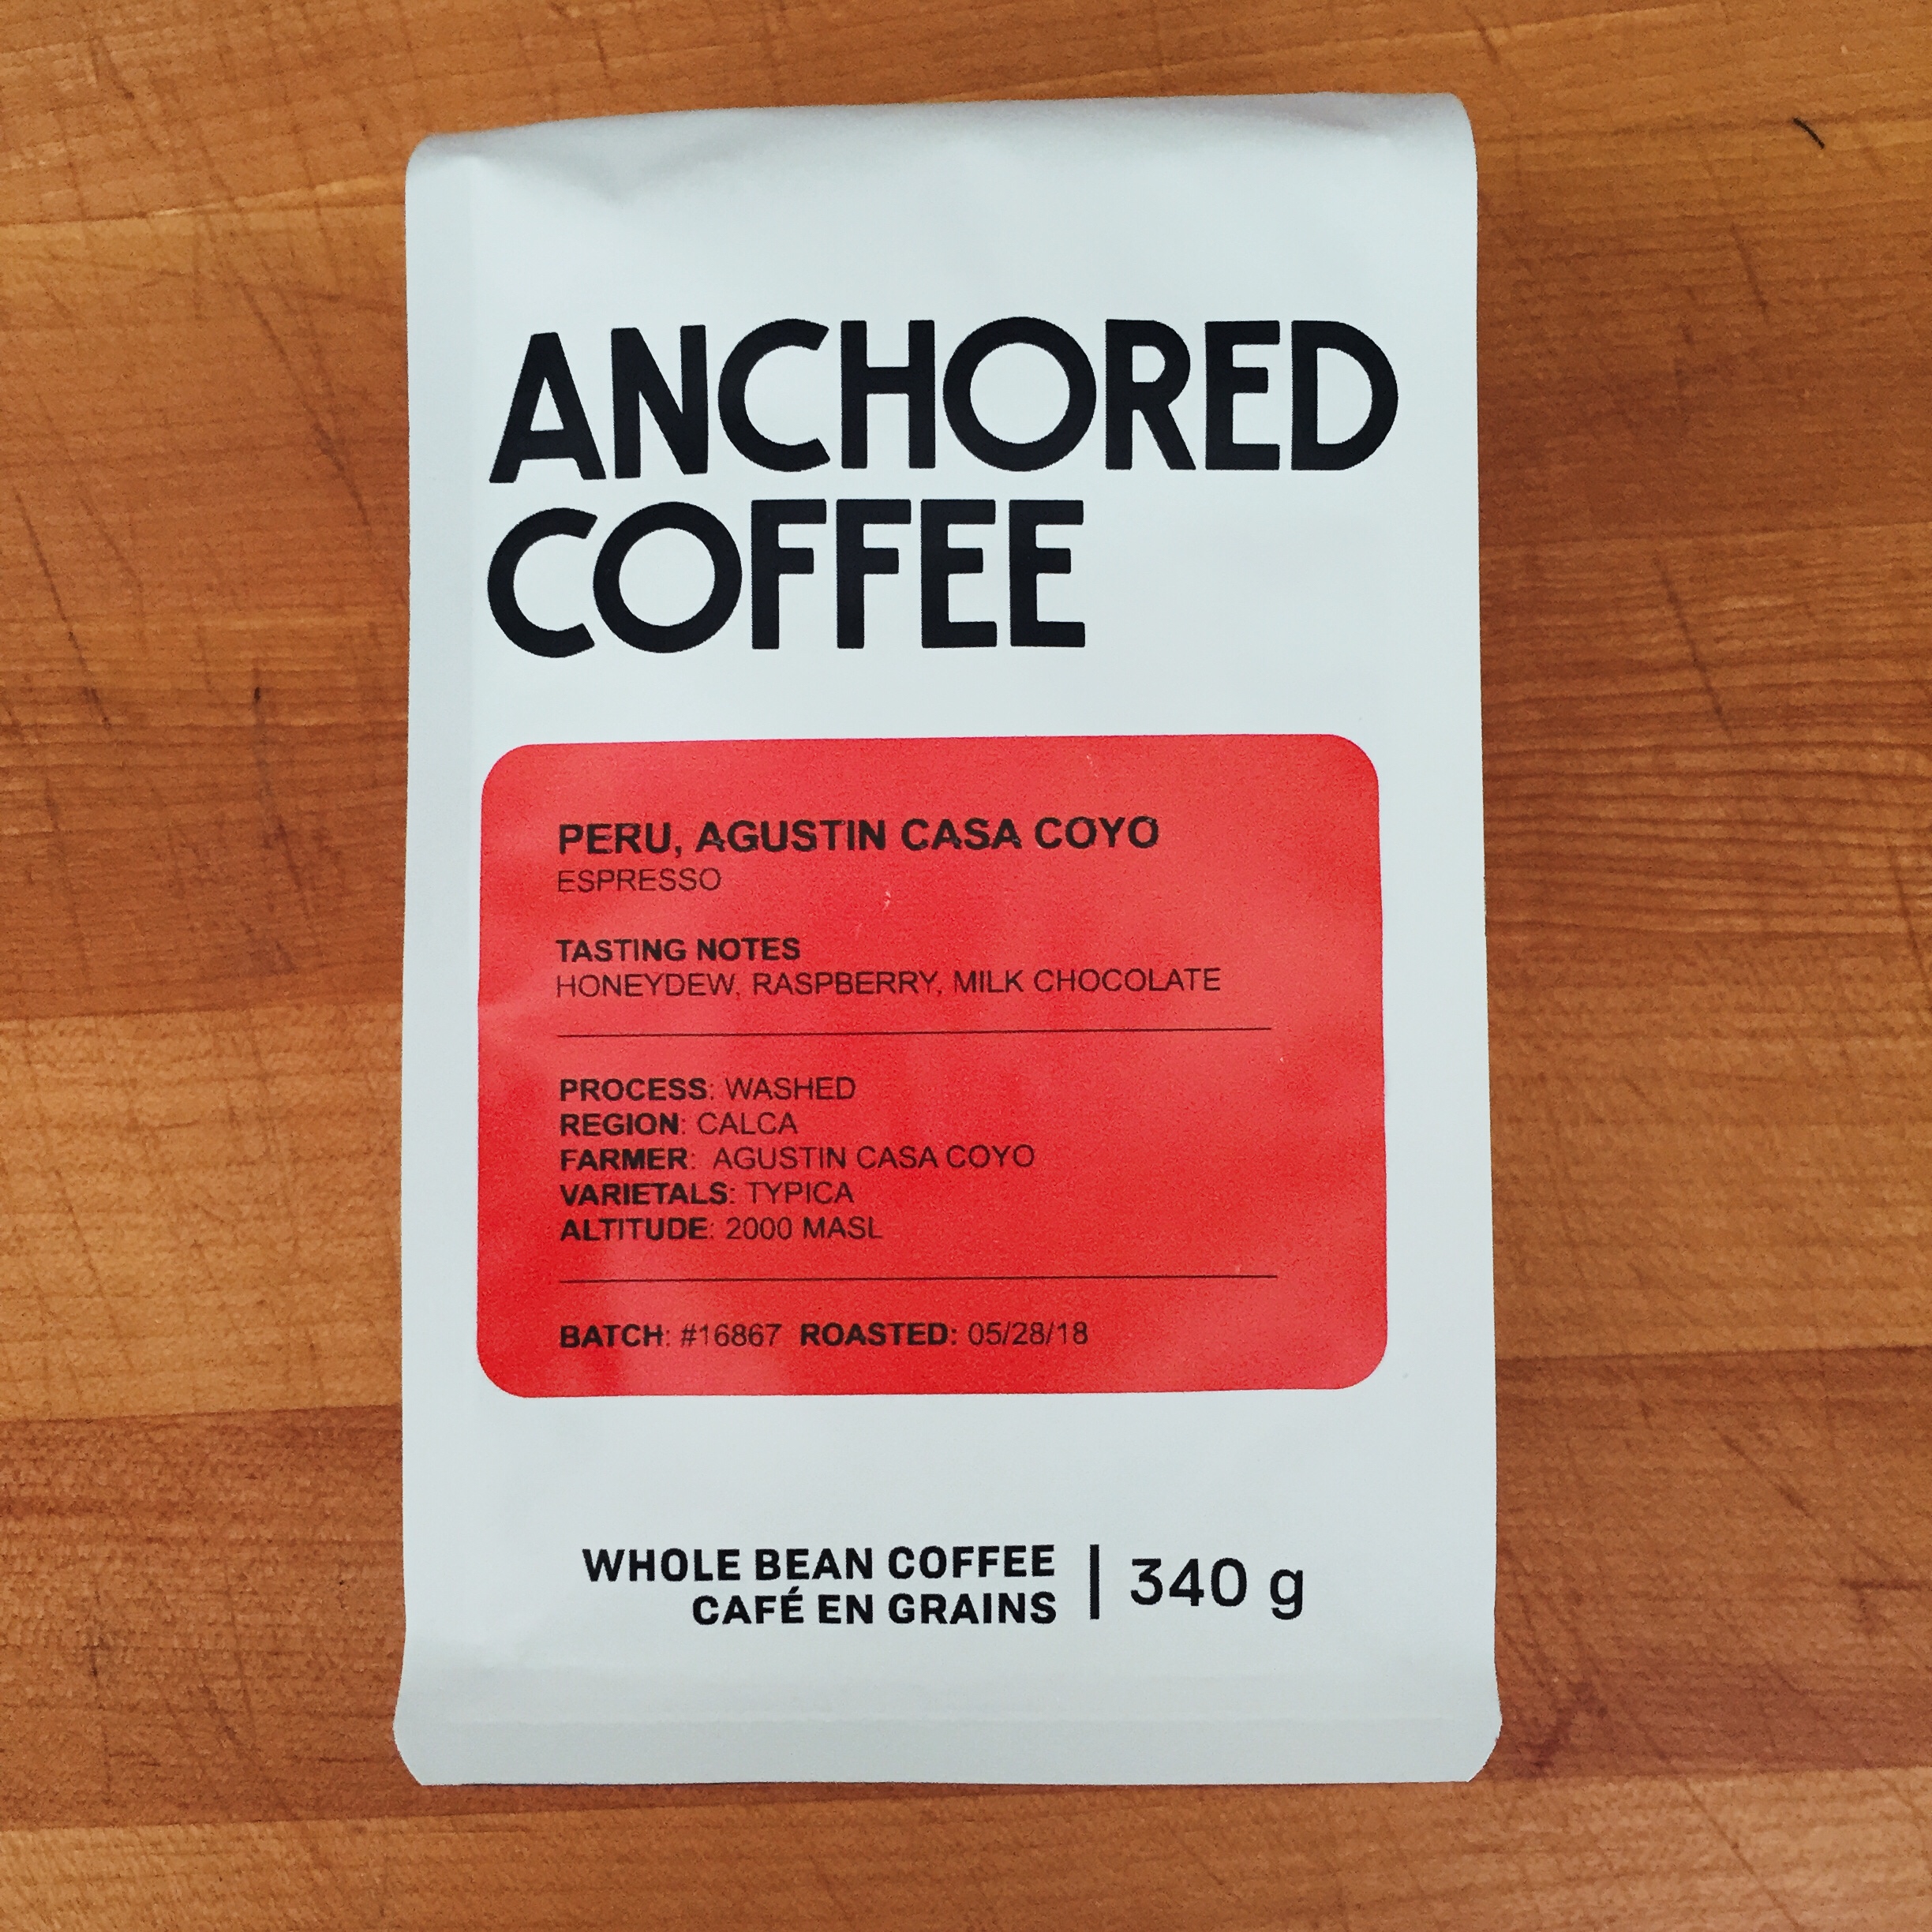 ANCHORED
COFFEE
PERU, AGUSTIN CASA COYO
ESPRESSO
TASTING NOTES
HONEYDEW, RASPBERRY, MILK CHOCOLATE
PROCESS: WASHED
REGION: CALCA
FARMER: AGUSTIN CASA COYO
VARIETALS: TYPICA
ALTITUDE: 2000 MASL
BATCH: #16867 ROASTED: 05/28/18
WHOLE BEAN COFFEE
CAFÉ EN GRAINS
340 g